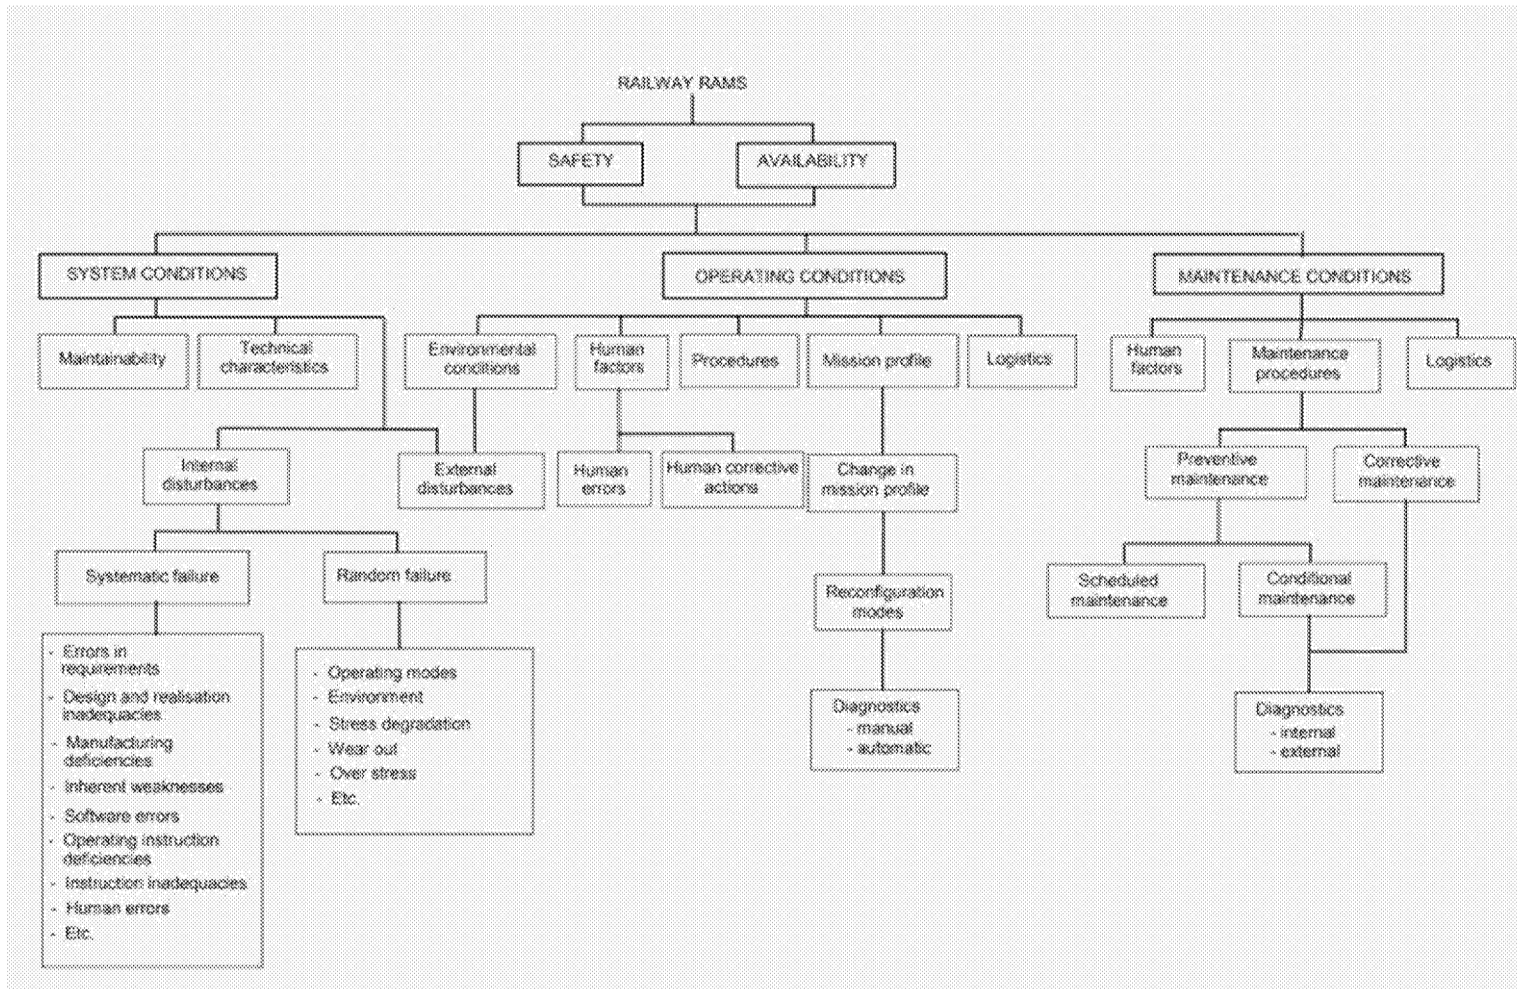 RAILWAY RAMS
SAFETY
AVAILABILITY
SYSTEM CONDITIONS
OPERATING CONDITIONS
MAINTENANCE CONDITIONS
Maintainability
Technical
characteristics
Environmental
conditions
Human
factors
Procedures
Mission profile
Logistics
Human
factors
Maintenance
procedures
Logistics
Internal
disturbances
External
disturbances
Human
errors
Human corrective
actions
Change in
mission profile
Preventive
maintenance
Corrective
maintenance
Systematic failure
Random failure
Reconfiguration
modes
Scheduled
maintenance
Conditional
maintenance
- Errors in
requirements
- Design and realisation
inadequacies
- Manufacturing
deficiencies
- Inherent weaknesses
- Software errors
- Operating instruction
deficiencies
- Instruction inadequacies
- Human errors
- Etc.
- Operating modes
- Environment
- Stress degradation
- Wear out
- Over stress
- Etc.
Diagnostics
- manual
- automatic
Diagnostics
- internal
- external